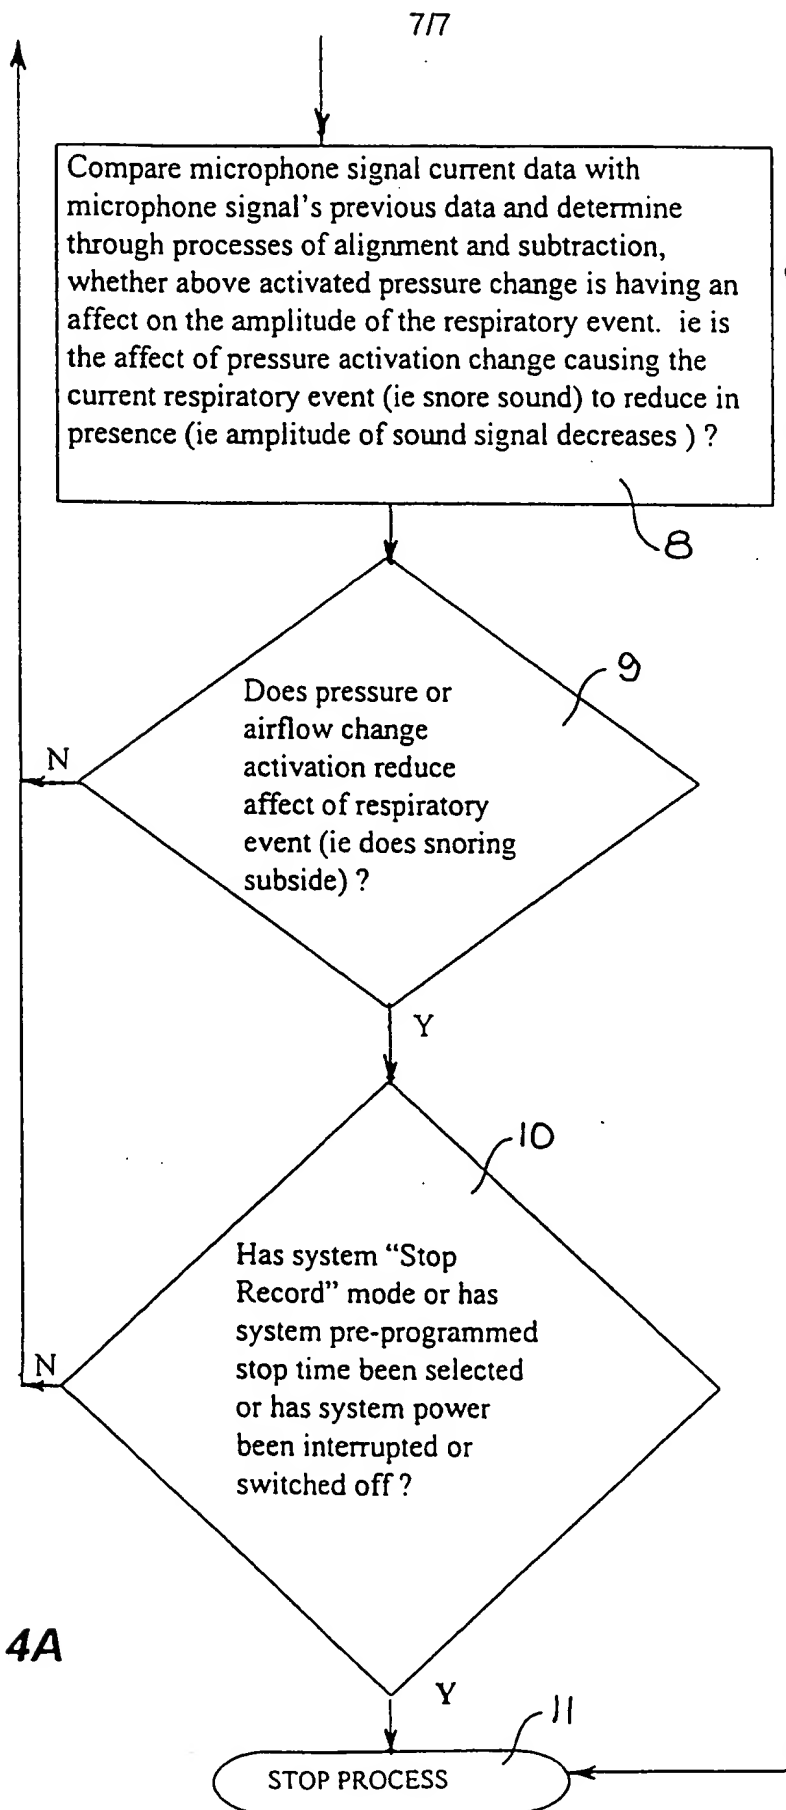 7/7
Compare microphone signal current data with
microphone signal's previous data and determine
through processes of alignment and subtraction,
whether above activated pressure change is having an
affect on the amplitude of the respiratory event. ie is
the affect of pressure activation change causing the
current respiratory event (ie snore sound) to reduce in
presence (ie amplitude of sound signal decreases ) ?
8
9
Does pressure or
airflow change
activation reduce
affect of respiratory
event (ie does snoring
subside) ?
N
Y
10
Has system “Stop
Record” mode or has
system pre-programmed
stop time been selected
or has system power
been interrupted or
switched off ?
N
4A
Y
11
STOP PROCESS